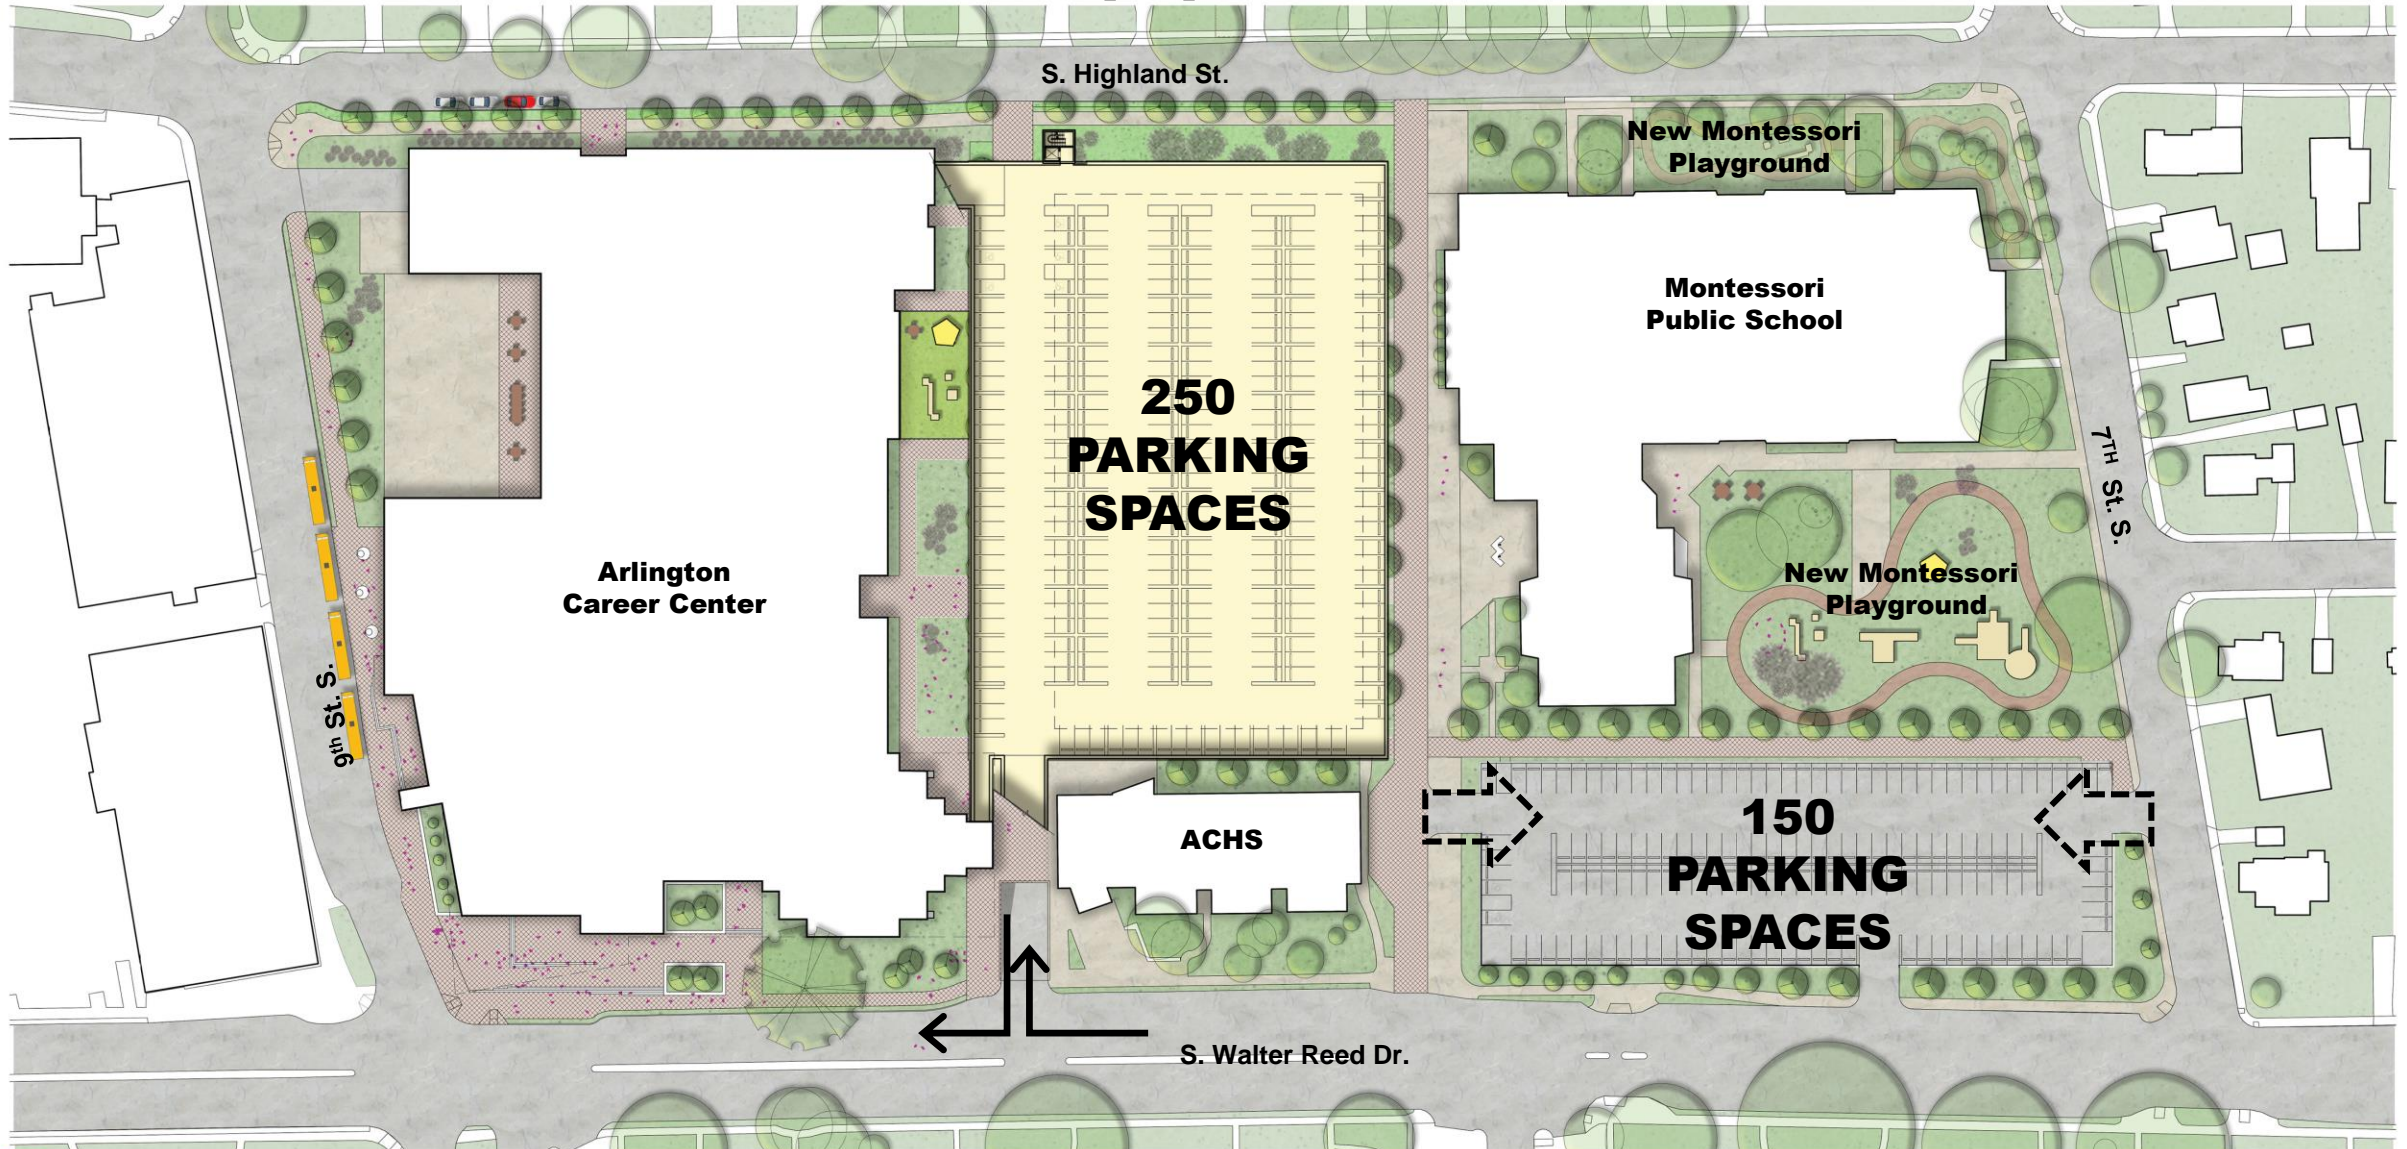 S. Highland St.
New Montessori
Playground
Montessori
Public School
250
PARKING
SPACES
7TH St. S.
Arlington
Career Center
New Montessori
Playground
9th St. S.
ACHS
150
PARKING
SPACES
S. Walter Reed Dr.